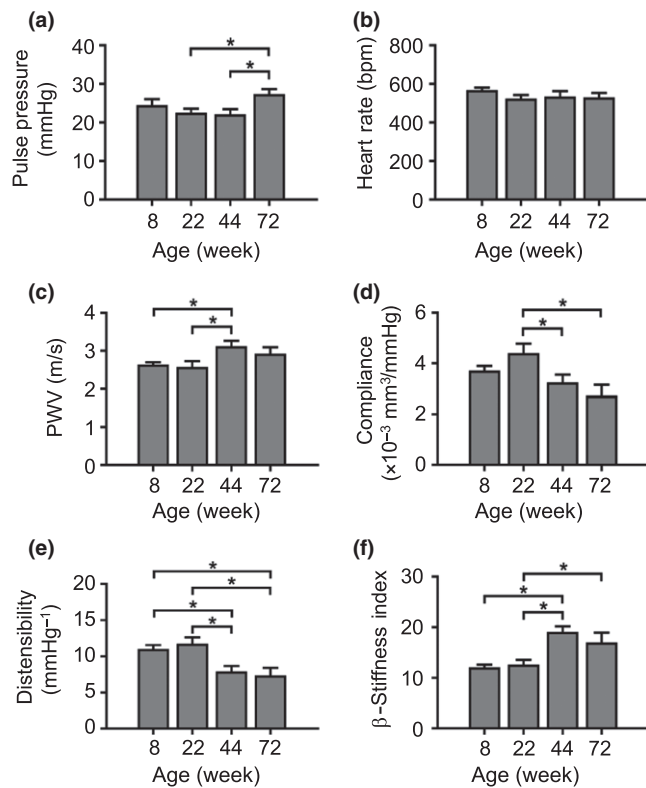 (a)
Pulse pressure
(mmHg)
40
30
20
10
0
*
*
8 22 44 72
Age (week)
(b)
Heart rate (bpm)
800
600
400
200
0
8 22 44 72
Age (week)
(c)
PWV (m/s)
4
3
2
1
0
*
*
8 22 44 72
Age (week)
(d)
Compliance
(×10⁻³ mm³/mmHg)
6
4
2
0
*
*
8 22 44 72
Age (week)
(e)
Distensibility
(mmHg⁻¹)
20
15
10
5
0
*
*
*
*
8 22 44 72
Age (week)
(f)
β-Stiffness index
30
20
10
0
*
*
*
8 22 44 72
Age (week)